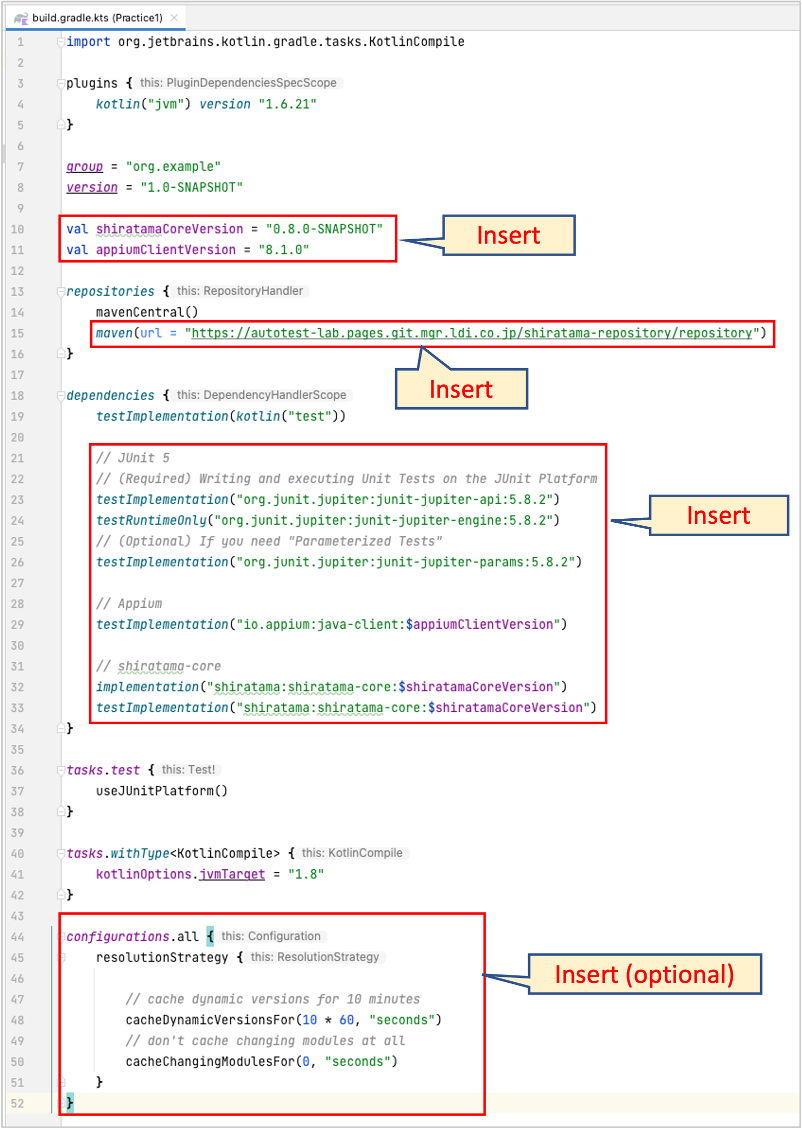 build.gradle.kts (Practice1)
1 import org.jetbrains.kotlin.gradle.tasks.KotlinCompile
2
3 plugins { this: PluginDependenciesSpecScope
4 kotlin("jvm") version "1.6.21"
5 }
6
7 group = "org.example"
8 version = "1.0-SNAPSHOT"
9
10 val shiratamaCoreVersion = "0.8.0-SNAPSHOT"
Insert
11 val appiumClientVersion = "8.1.0"
12
13 repositories { this: RepositoryHandler
14 mavenCentral()
15 maven(url = "https://autotest-lab.pages.git.mgr.ldi.co.jp/shiratama-repository/repository")
16 }
Insert
17
18 dependencies { this: DependencyHandlerScope
19 testImplementation(kotlin("test"))
20
21 // JUnit 5
22 // (Required) Writing and executing Unit Tests on the JUnit Platform
23 testImplementation("org.junit.jupiter:junit-jupiter-api:5.8.2")
24 testRuntimeOnly("org.junit.jupiter:junit-jupiter-engine:5.8.2")
Insert
25 // (Optional) If you need "Parameterized Tests"
26 testImplementation("org.junit.jupiter:junit-jupiter-params:5.8.2")
27
28 // Appium
29 testImplementation("io.appium:java-client:$appiumClientVersion")
30
31 // shiratama-core
32 implementation("shiratama:shiratama-core:$shiratamaCoreVersion")
33 testImplementation("shiratama:shiratama-core:$shiratamaCoreVersion")
34 }
35
36 tasks.test { this: Test!
37 useJUnitPlatform()
38 }
39
40 tasks.withType<KotlinCompile> { this: KotlinCompile
41 kotlinOptions.jvmTarget = "1.8"
42 }
43
44 configurations.all { this: Configuration
45 resolutionStrategy { this: ResolutionStrategy
46
Insert (optional)
47 // cache dynamic versions for 10 minutes
48 cacheDynamicVersionsFor(10 * 60, "seconds")
49 // don't cache changing modules at all
50 cacheChangingModulesFor(0, "seconds")
51 }
52 }